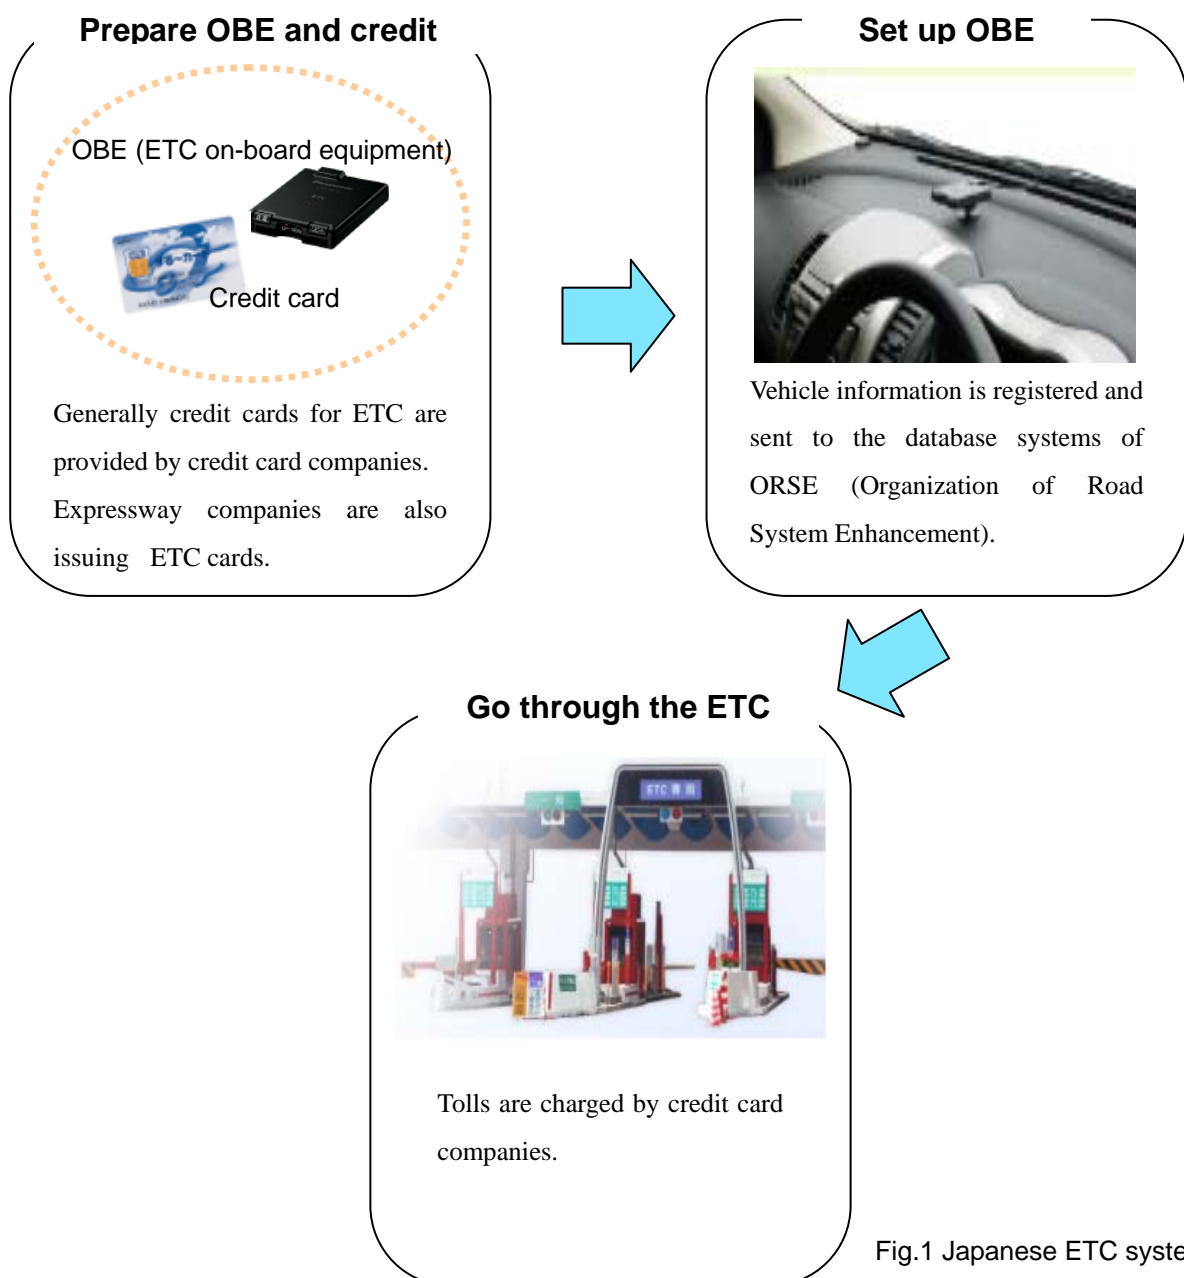 Prepare OBE and credit
OBE (ETC on-board equipment)
Credit card
Generally credit cards for ETC are
provided by credit card companies.
Expressway companies are also
issuing ETC cards.
Set up OBE
Vehicle information is registered and
sent to the database systems of
ORSE (Organization of Road
System Enhancement).
Go through the ETC
ETC 専用
Tolls are charged by credit card
companies.
Fig.1 Japanese ETC syste